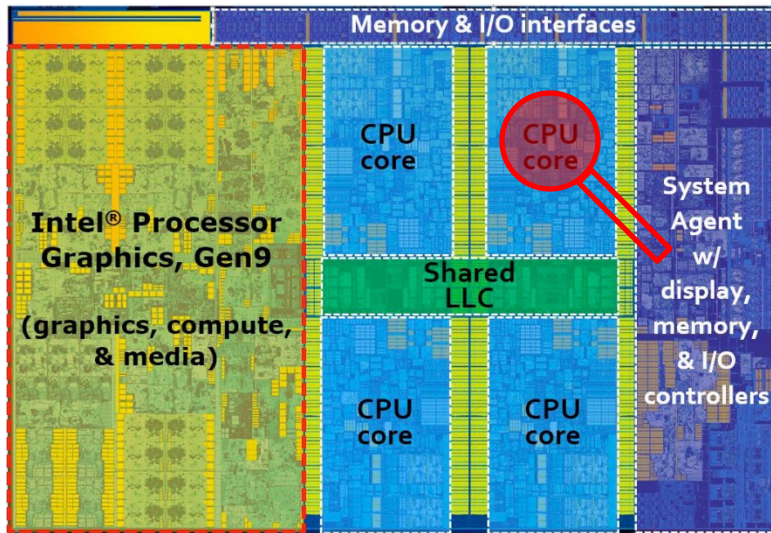 Memory & I/O interfaces
Intel® Processor
Graphics, Gen9
(graphics, compute,
& media)
CPU
core
CPU
core
Shared
LLC
CPU
core
CPU
core
System
Agent
w/
display,
memory,
& I/O
controllers